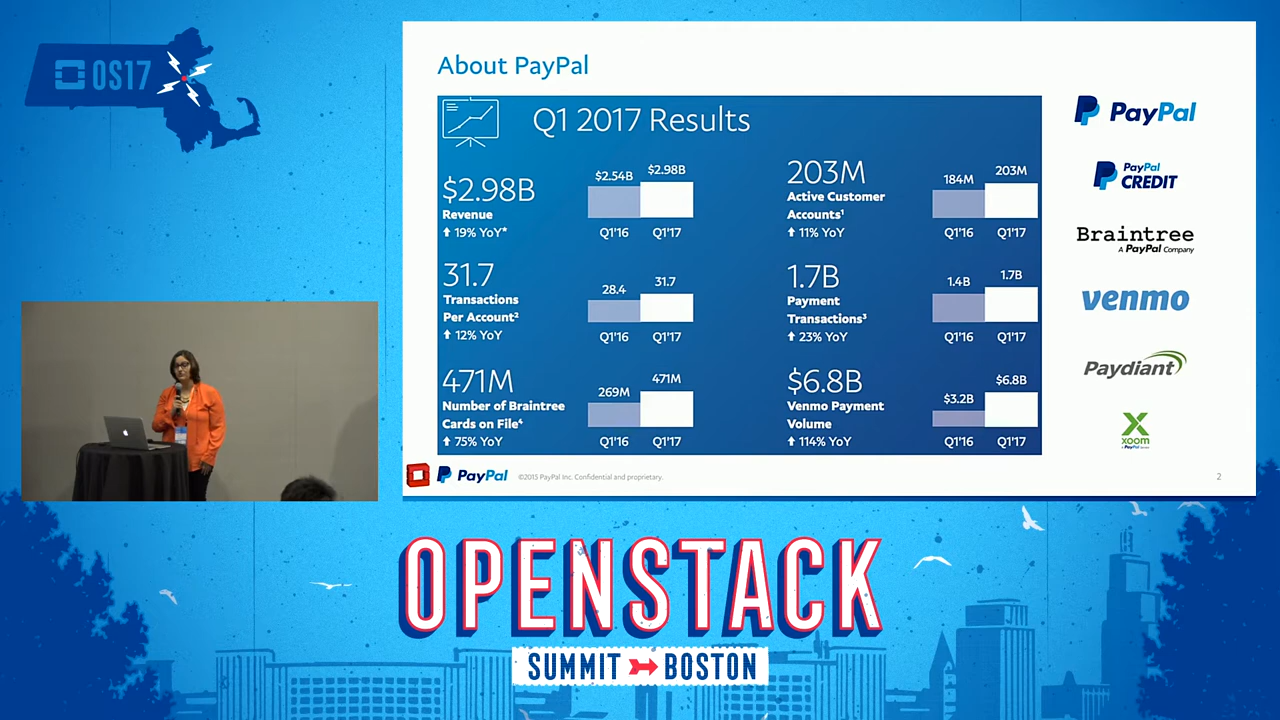 OS17
About PayPal
Q1 2017 Results
$2.98B
Revenue
19% YoY*
$2.54B
$2.98B
Q1'16
Q1'17
203M
Active Customer
Accounts¹
11% YoY
184M
203M
Q1'16
Q1'17
31.7
Transactions
Per Account²
12% YoY
28.4
31.7
Q1'16
Q1'17
1.7B
Payment
Transactions³
23% YoY
1.4B
1.7B
Q1'16
Q1'17
471M
Number of Braintree
Cards on File⁴
75% YoY
269M
471M
Q1'16
Q1'17
$6.8B
Venmo Payment
Volume
114% YoY
$3.2B
$6.8B
Q1'16
Q1'17
PayPal
PayPal
CREDIT
Braintree
A PayPal Company
venmo
Paydiant
xoom
PayPal
©2015 PayPal Inc. Confidential and proprietary.
2
OPENSTACK
SUMMIT BOSTON